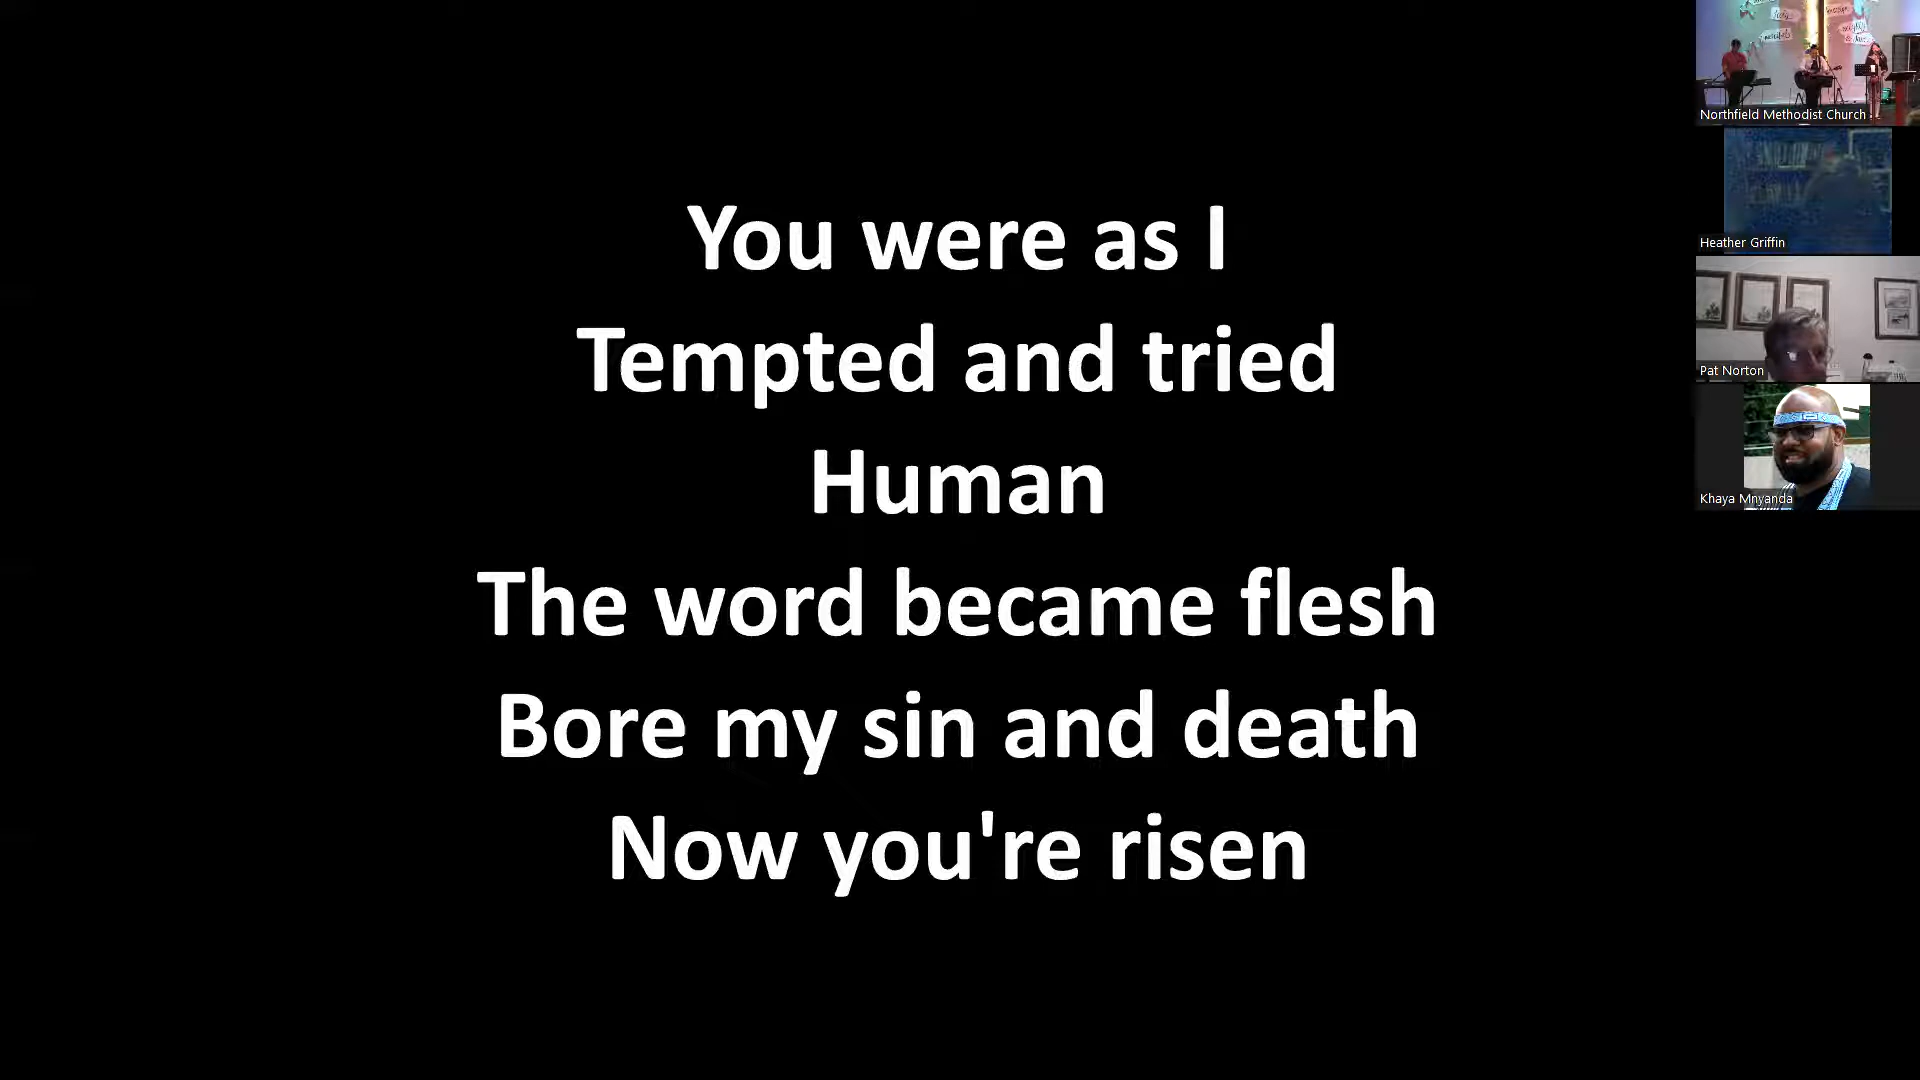 You were as I
Tempted and tried
Human
The word became flesh
Bore my sin and death
Now you're risen
Northfield Methodist Church
Heather Griffin
Pat Norton
Khaya Mnyanda